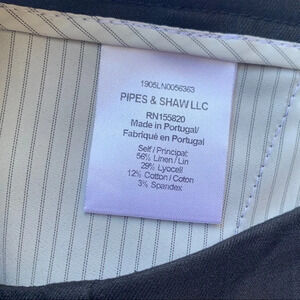 1905LN0056363
PIPES & SHAW LLC
RN155820
Made in Portugal/
Fabriqué en Portugal
Self / Principal:
56% Linen / Lin
29% Lyocell
12% Cotton / Coton
3% Spandex